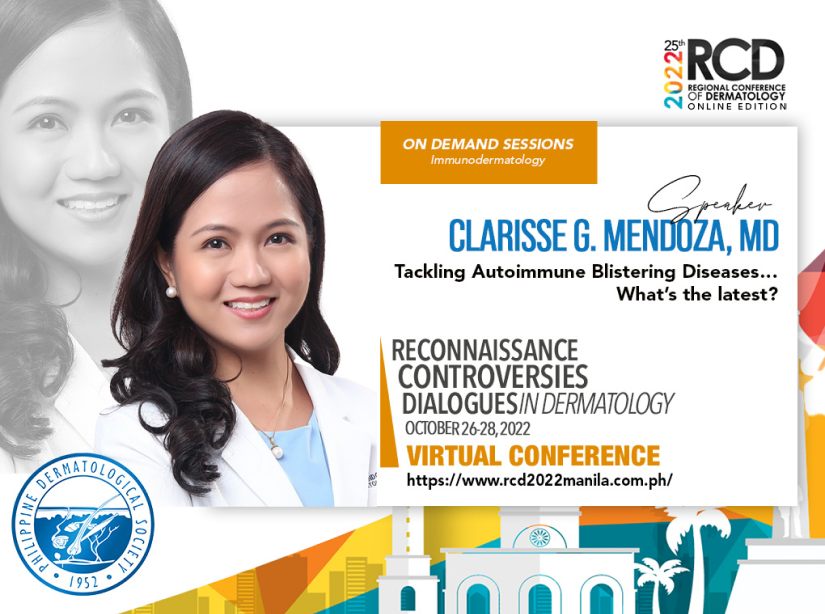 25th
2022
RCD
REGIONAL CONFERENCE
OF DERMATOLOGY
ONLINE EDITION
ON DEMAND SESSIONS
Immunodermatology
Speaker
CLARISSE G. MENDOZA, MD
Tackling Autoimmune Blistering Diseases...
What's the latest?
RECONNAISSANCE
CONTROVERSIES
DIALOGUES IN DERMATOLOGY
OCTOBER 26-28, 2022
VIRTUAL CONFERENCE
https://www.rcd2022manila.com.ph/
PHILIPPINE DERMATOLOGICAL SOCIETY
1952